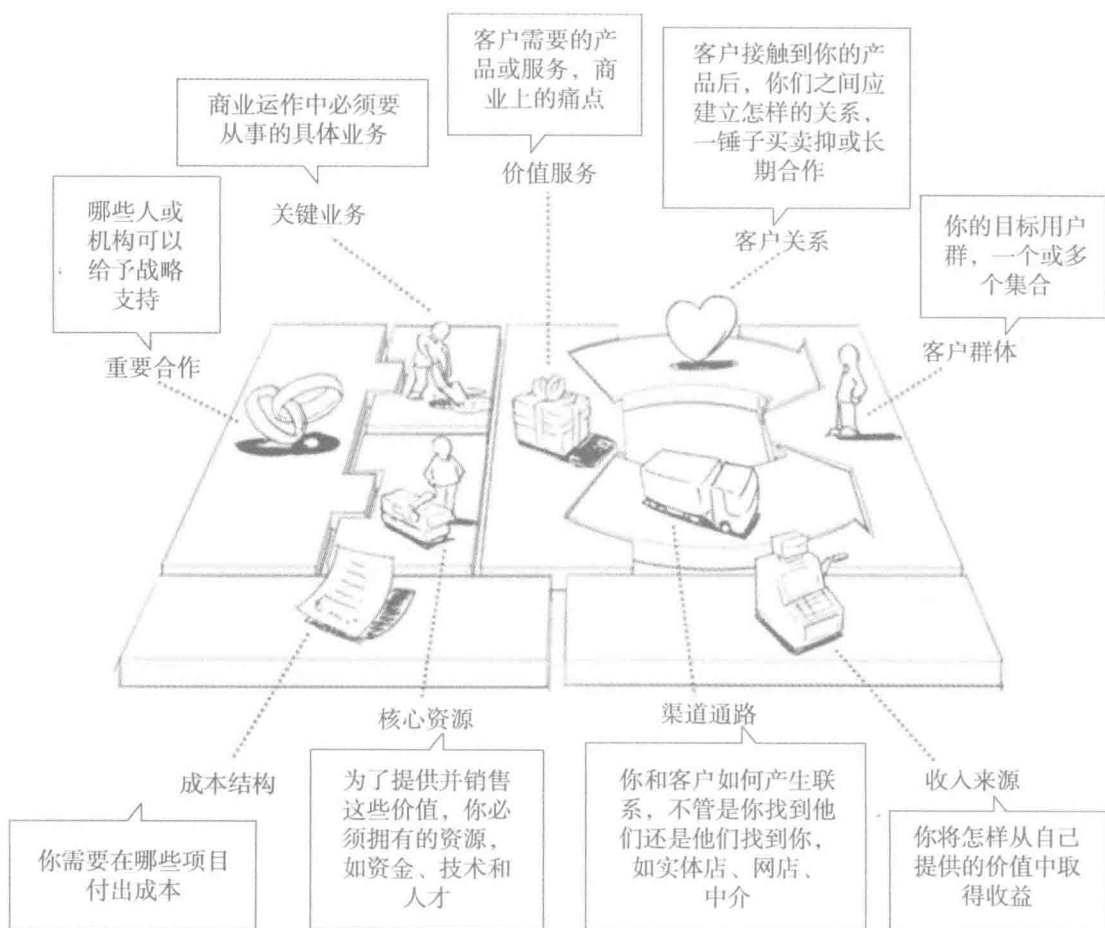 客户需要的产
品或服务，商
业上的痛点
价值服务
客户接触到你的产
品后，你们之间应
建立怎样的关系，
一锤子买卖抑或长
期合作
客户关系
商业运作中必须要
从事的具体业务
关键业务
哪些人或
机构可以
给予战略
支持
重要合作
你的目标用户
群，一个或多
个集合
客户群体
成本结构
你需要在哪些项目
付出成本
核心资源
为了提供并销售
这些价值，你必
须拥有的资源，
如资金、技术和
人才
渠道通路
你和客户如何产生联
系，不管是你找到他
们还是他们找到你，
如实体店、网店、
中介
收入来源
你将怎样从自己
提供的价值中取
得收益